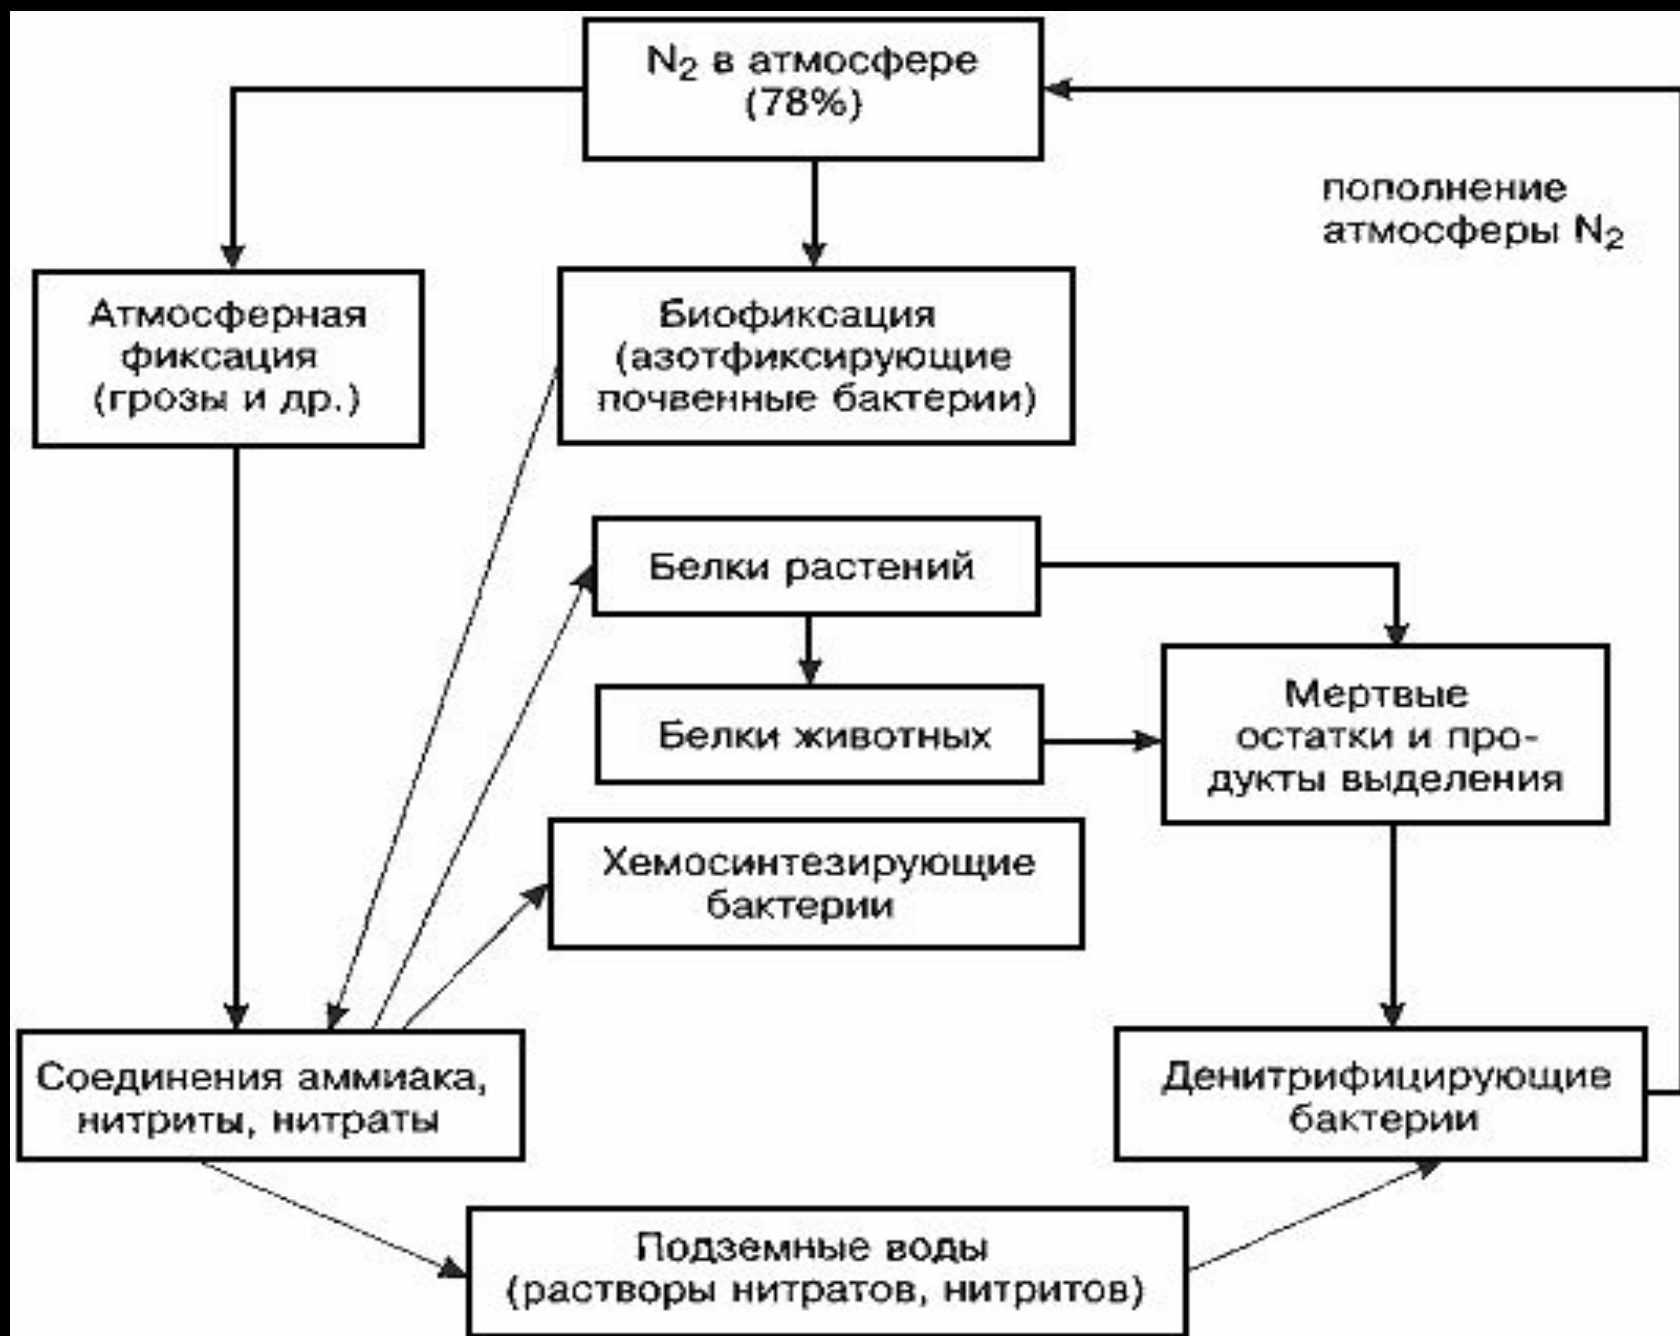 N₂ в атмосфере
(78%)
пополнение
атмосферы N₂
Атмосферная
фиксация
(грозы и др.)
Биофиксация
(азотфиксирующие
почвенные бактерии)
Белки растений
Белки животных
Мертвые
остатки и про-
дукты выделения
Хемосинтезирующие
бактерии
Соединения аммиака,
нитриты, нитраты
Денитрифицирующие
бактерии
Подземные воды
(растворы нитратов, нитритов)